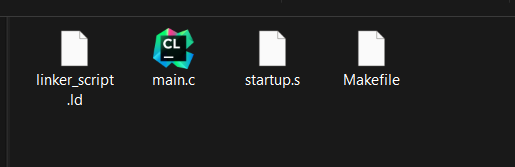 linker_script
.ld
main.c
startup.s
Makefile
CL